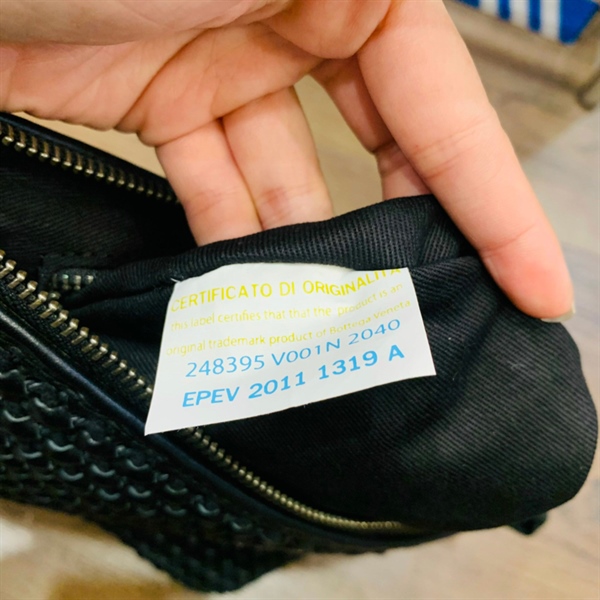 CERTIFICATO DI ORIGINALITA
This label certifies that that the product is an
original trademark product of Bottega Veneta
248395 V001N 2040
EPEV 2011 1319 A